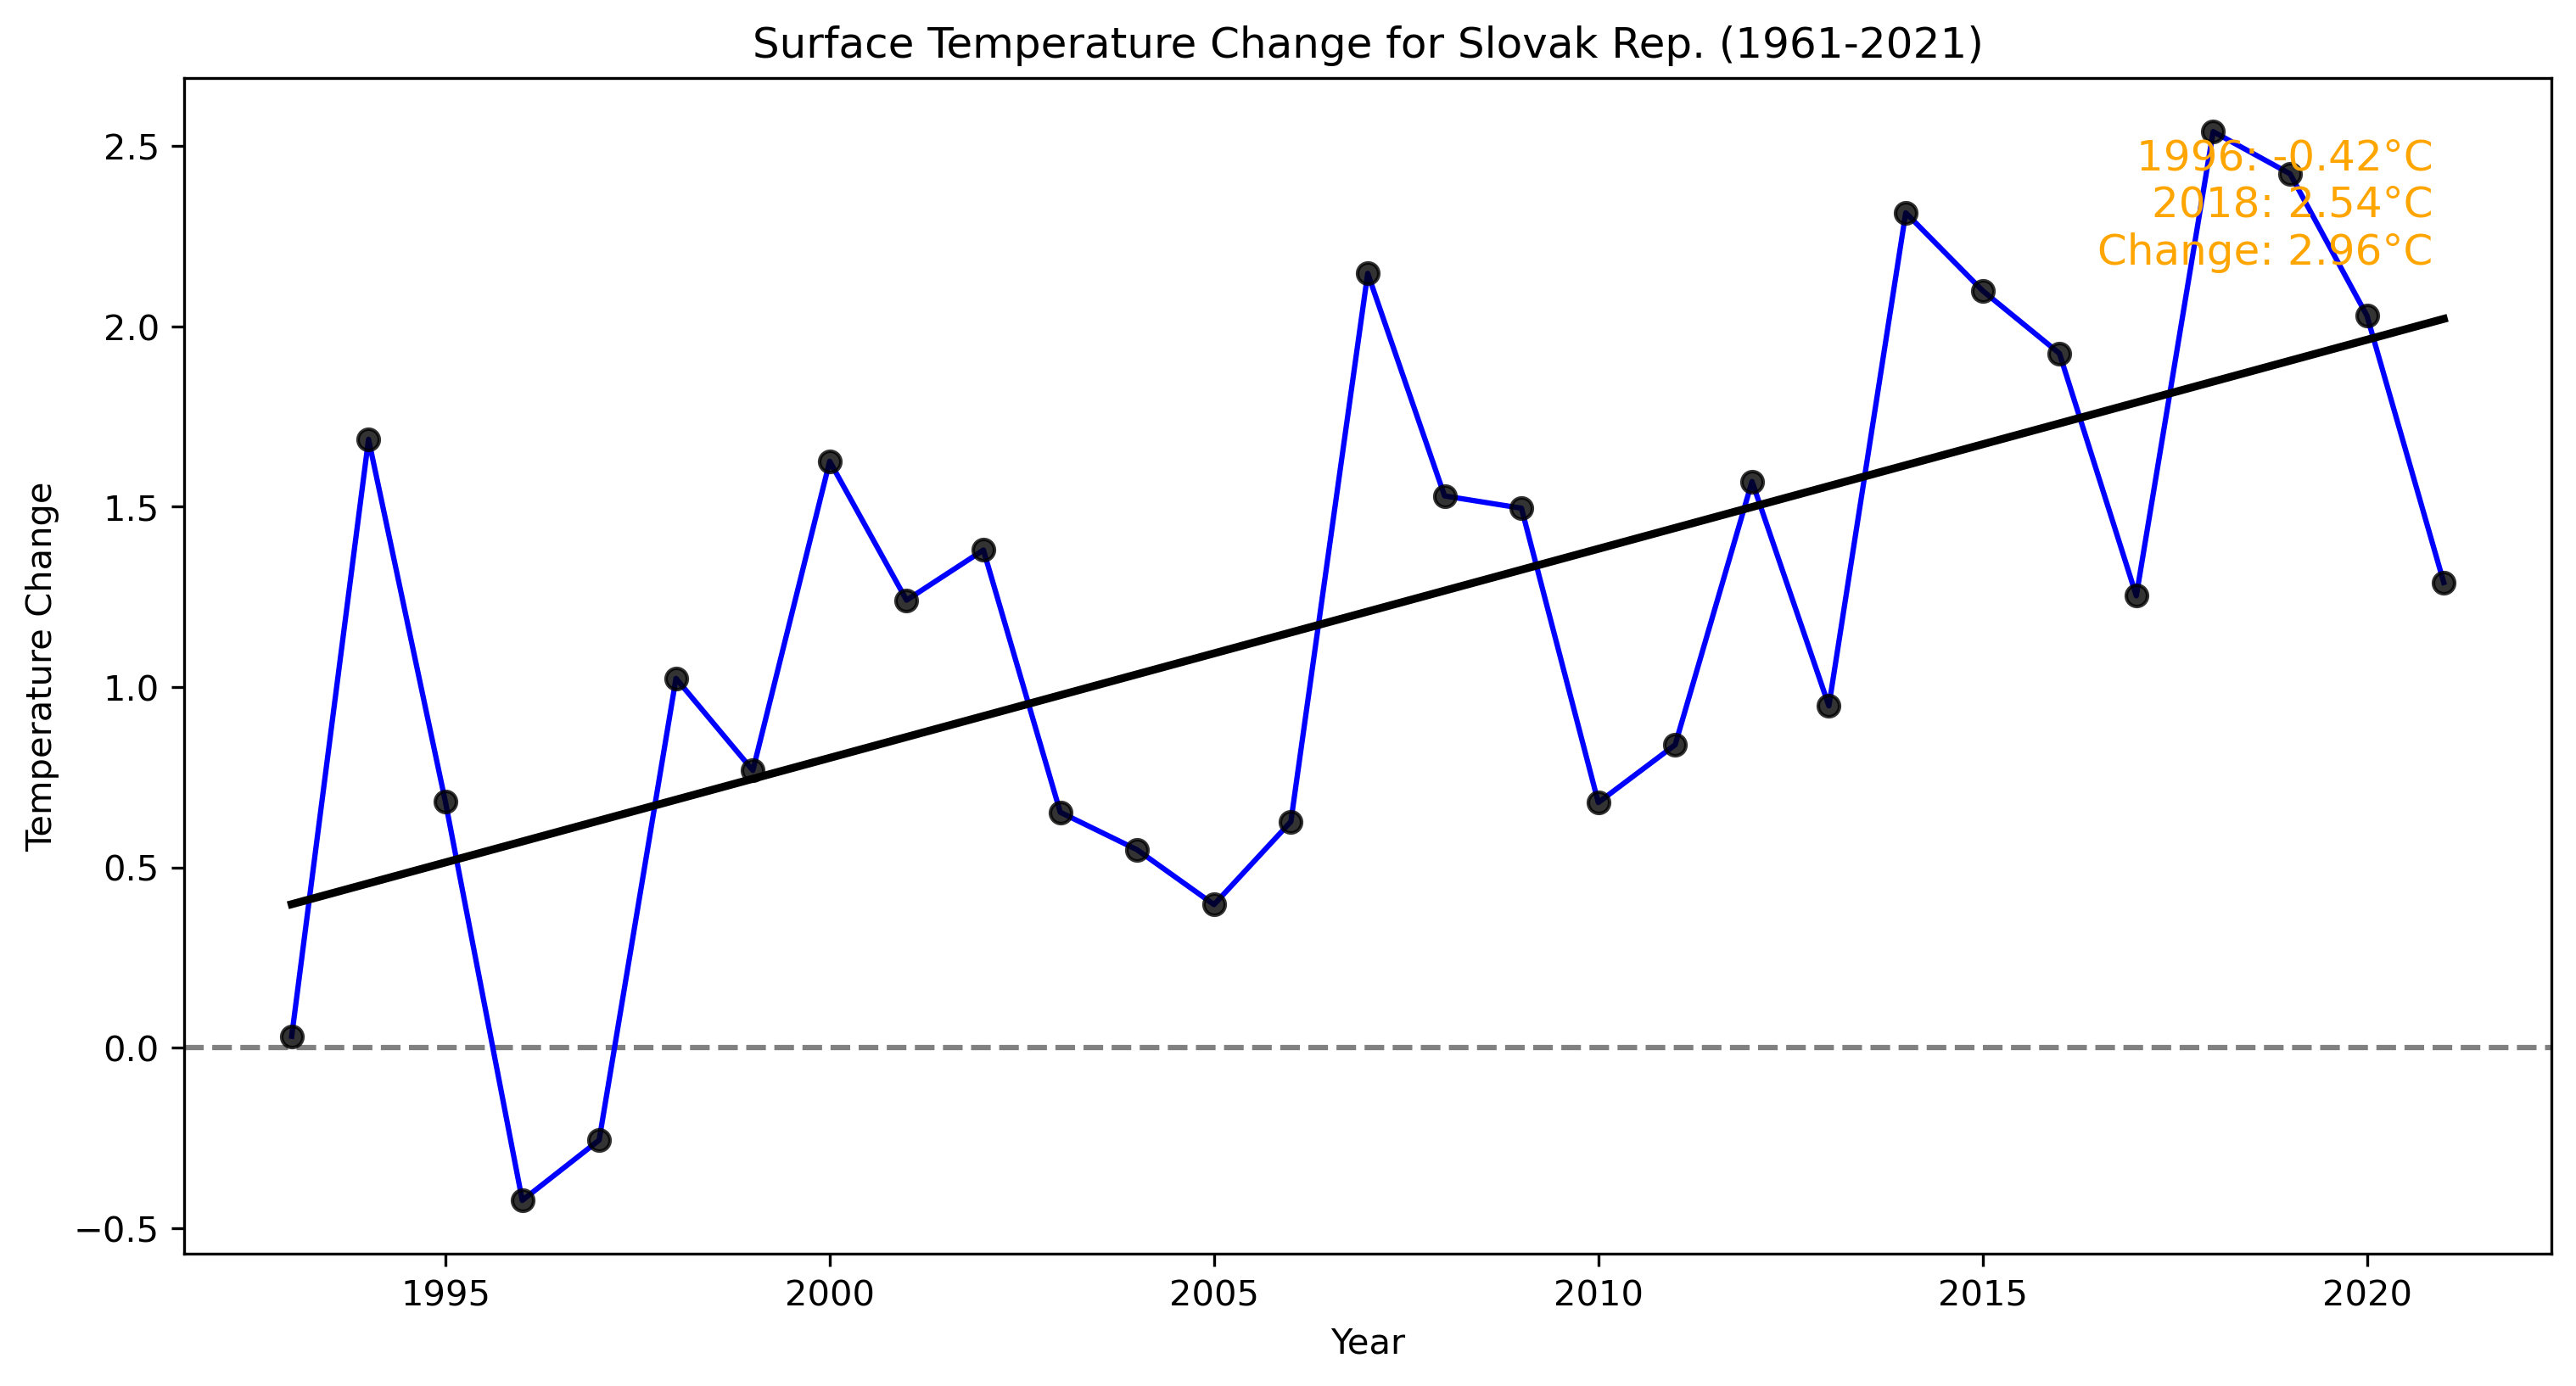 Surface Temperature Change for Slovak Rep. (1961-2021)
1996: -0.42°C
2018: 2.54°C
Change: 2.96°C
Temperature Change
2.5
2.0
1.5
1.0
0.5
0.0
−0.5
1995 2000 2005 2010 2015 2020
Year